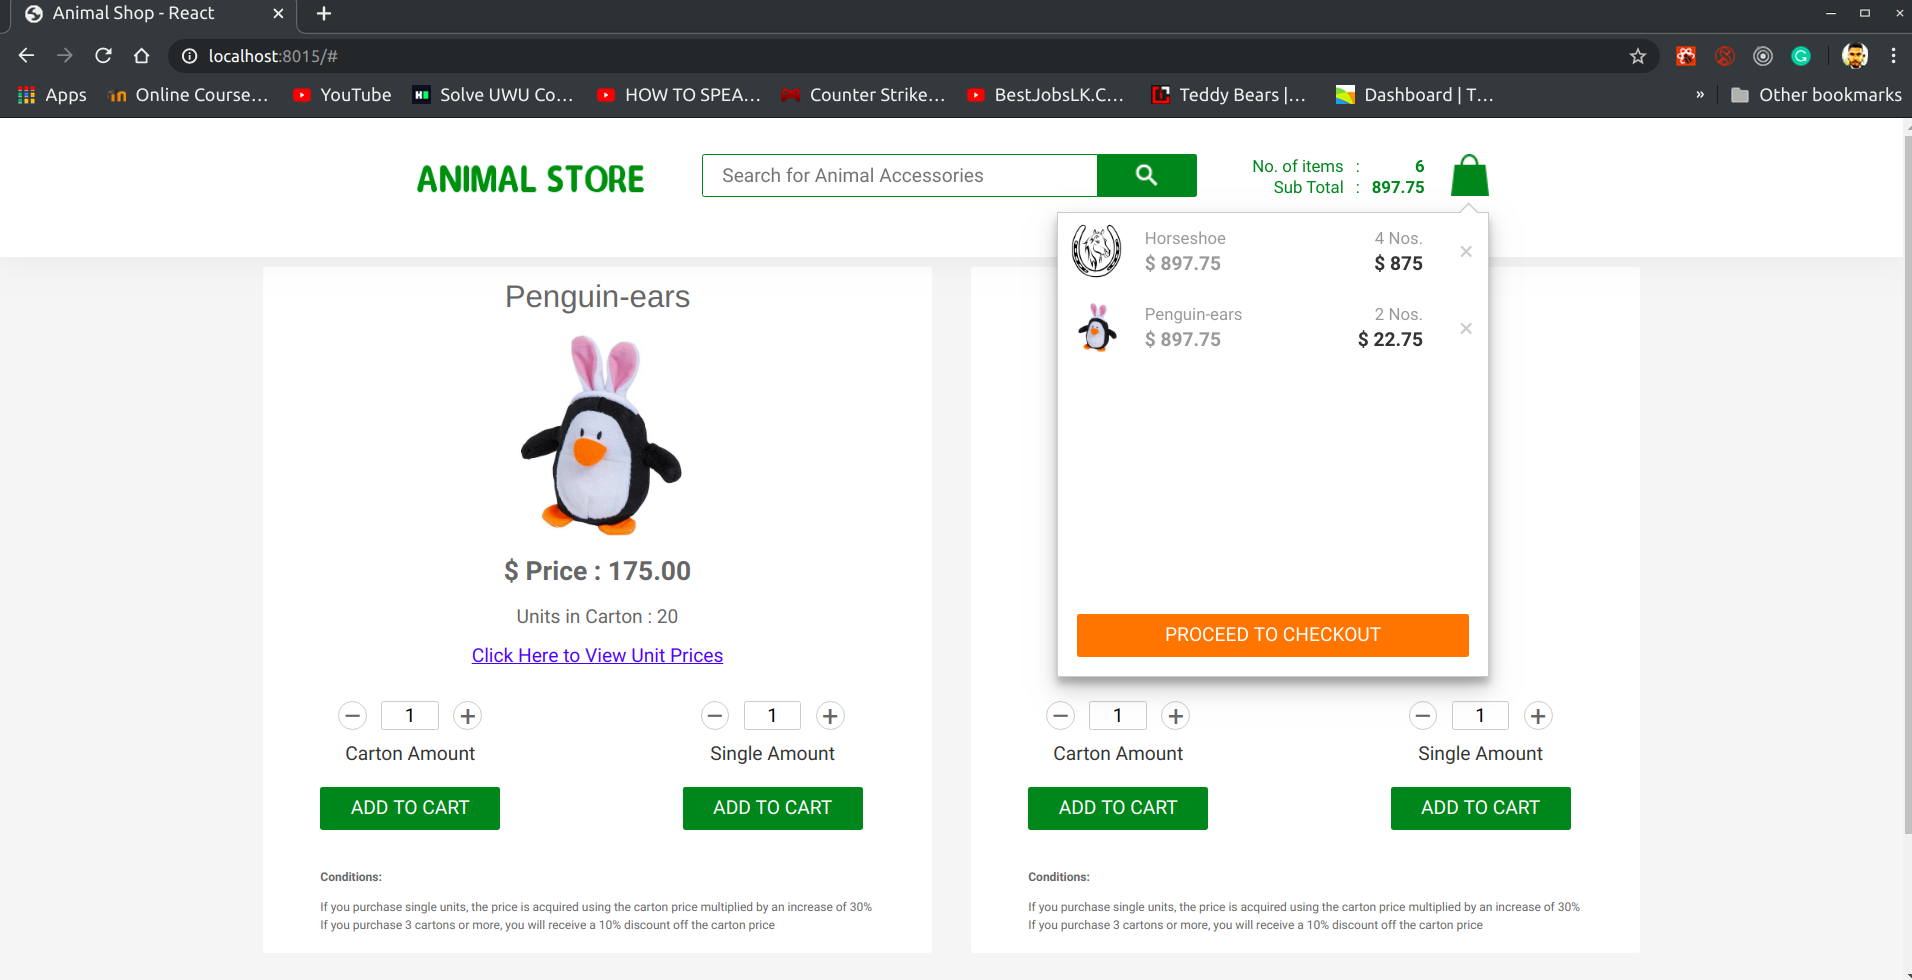 Animal Shop - React
localhost:8015/#
Apps
Online Course...
YouTube
Solve UWU Co...
HOW TO SPEA...
Counter Strike...
BestJobsLK.C...
Teddy Bears |...
Dashboard | T...
»
Other bookmarks
ANIMAL STORE
Search for Animal Accessories
No. of items : 6
Sub Total : 897.75
Horseshoe 4 Nos.
$ 897.75 $ 875
Penguin-ears 2 Nos.
$ 897.75 $ 22.75
PROCEED TO CHECKOUT
Penguin-ears
$ Price : 175.00
Units in Carton : 20
Click Here to View Unit Prices
1
Carton Amount
ADD TO CART
1
Single Amount
ADD TO CART
Conditions:
If you purchase single units, the price is acquired using the carton price multiplied by an increase of 30%
If you purchase 3 cartons or more, you will receive a 10% discount off the carton price
1
Carton Amount
ADD TO CART
1
Single Amount
ADD TO CART
Conditions:
If you purchase single units, the price is acquired using the carton price multiplied by an increase of 30%
If you purchase 3 cartons or more, you will receive a 10% discount off the carton price